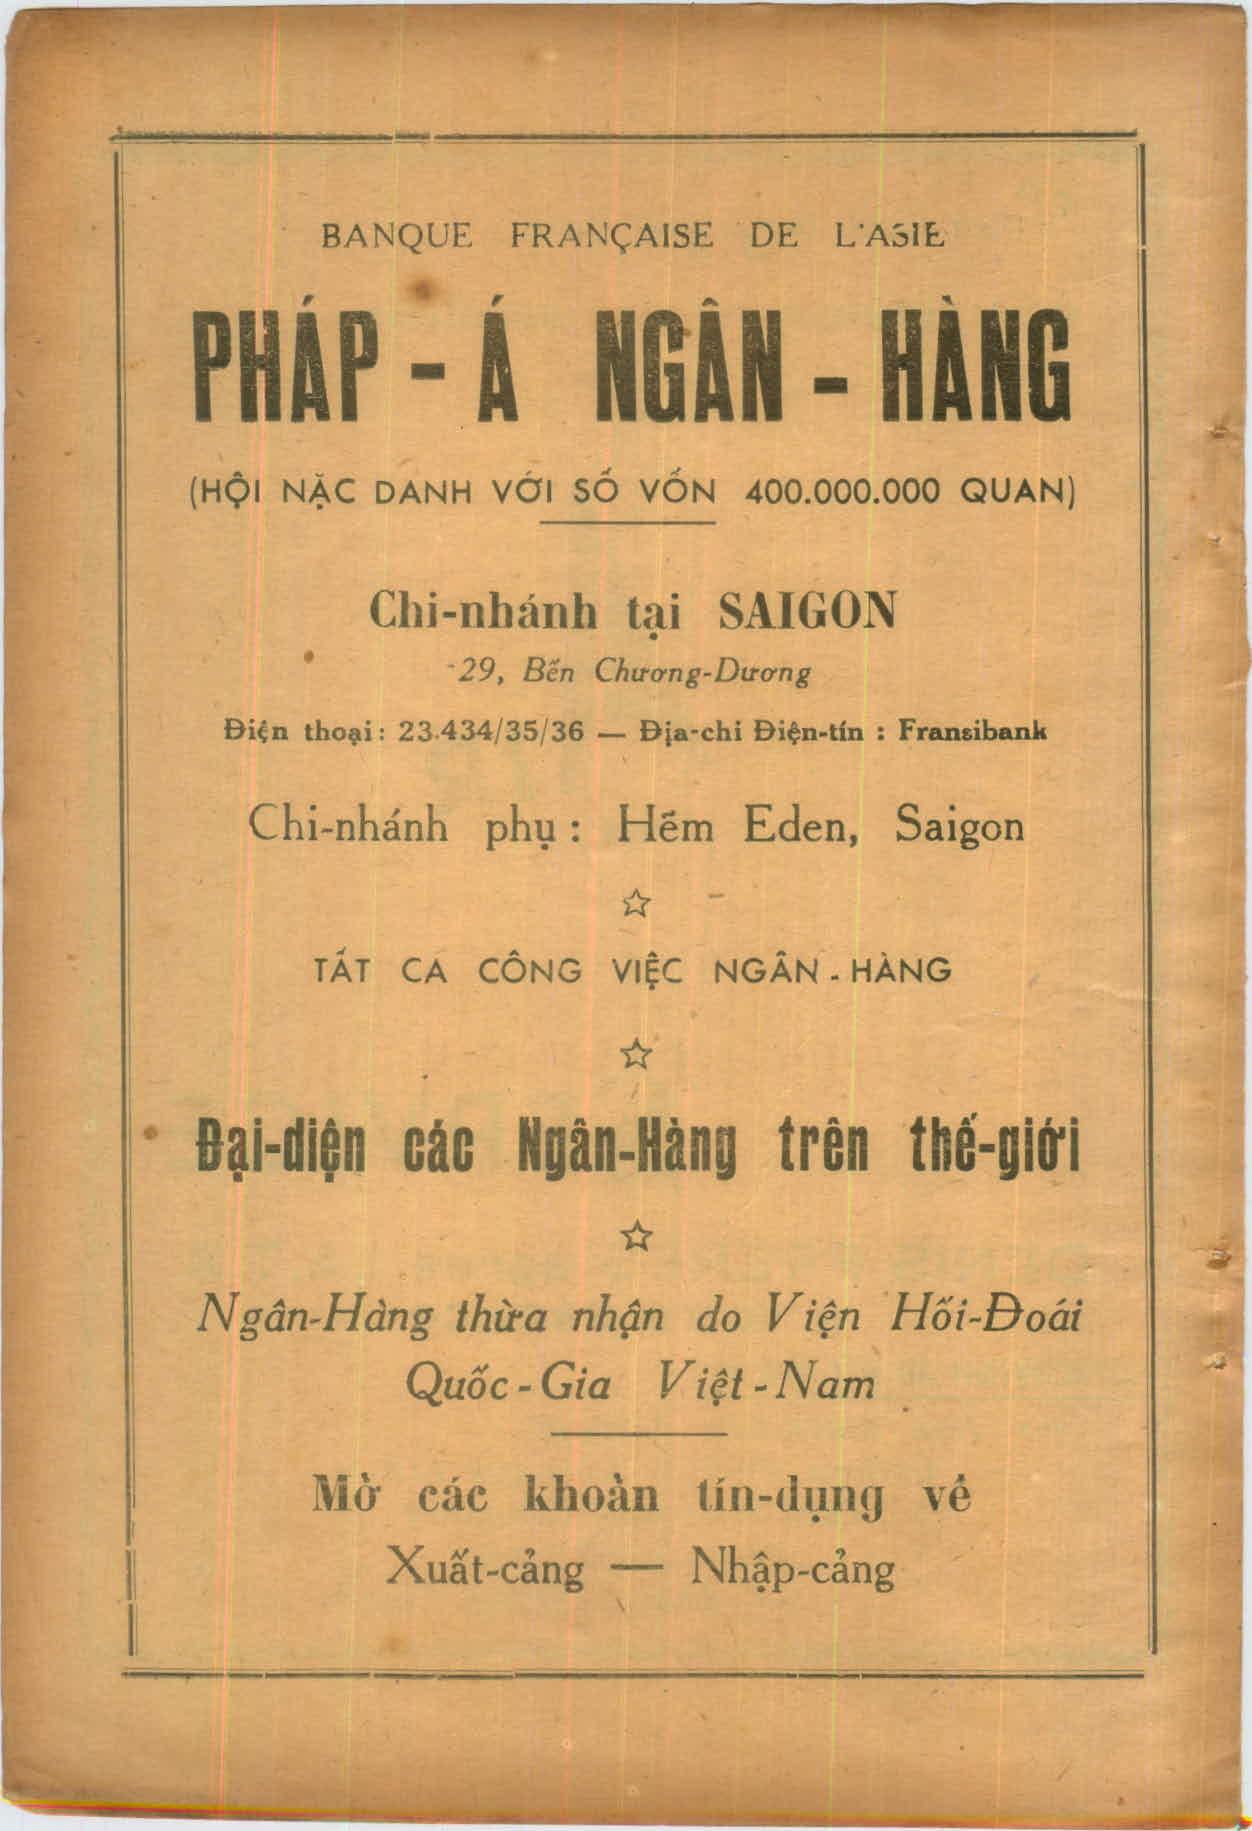 BANQUE FRANÇAISE DE L'ASIE
PHÁP - Á NGÂN - HÀNG
(HỘI NẶC DANH VỚI SỐ VỐN 400.000.000 QUAN)
Chi-nhánh tại SAIGON
29, Bến Chương-Dương
Điện thoại: 23.434/35/36 — Địa-chỉ Điện-tín : Fransibank
Chi-nhánh phụ : Hẻm Eden, Saigon
☆
TẤT CA CÔNG VIỆC NGÂN - HÀNG
☆
Đại-diện các Ngân-Hàng trên thế-giới
☆
Ngân-Hàng thừa nhận do Viện Hối-Đoái
Quốc - Gia Việt - Nam
Mở các khoản tín-dụng về
Xuất-cảng — Nhập-cảng